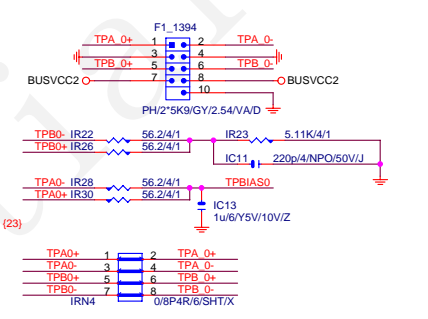 F1_1394
TPA_0+ 1 2 TPA_0-
3 4
TPB_0+ 5 6 TPB_0-
BUSVCC2 7 8 BUSVCC2
10
PH/2*5K9/GY/2.54/VA/D
TPB0- IR22 56.2/4/1 IR23 5.11K/4/1
TPB0+ IR26 56.2/4/1
IC11 220p/4/NPO/50V/J
TPA0- IR28 56.2/4/1 TPBIAS0
TPA0+ IR30 56.2/4/1
IC13
1u/6/Y5V/10V/Z
{23}
TPA0+ 1 2 TPA_0+
TPA0- 3 4 TPA_0-
TPB0+ 5 6 TPB_0+
TPB0- 7 8 TPB_0-
IRN4 0/8P4R/6/SHT/X